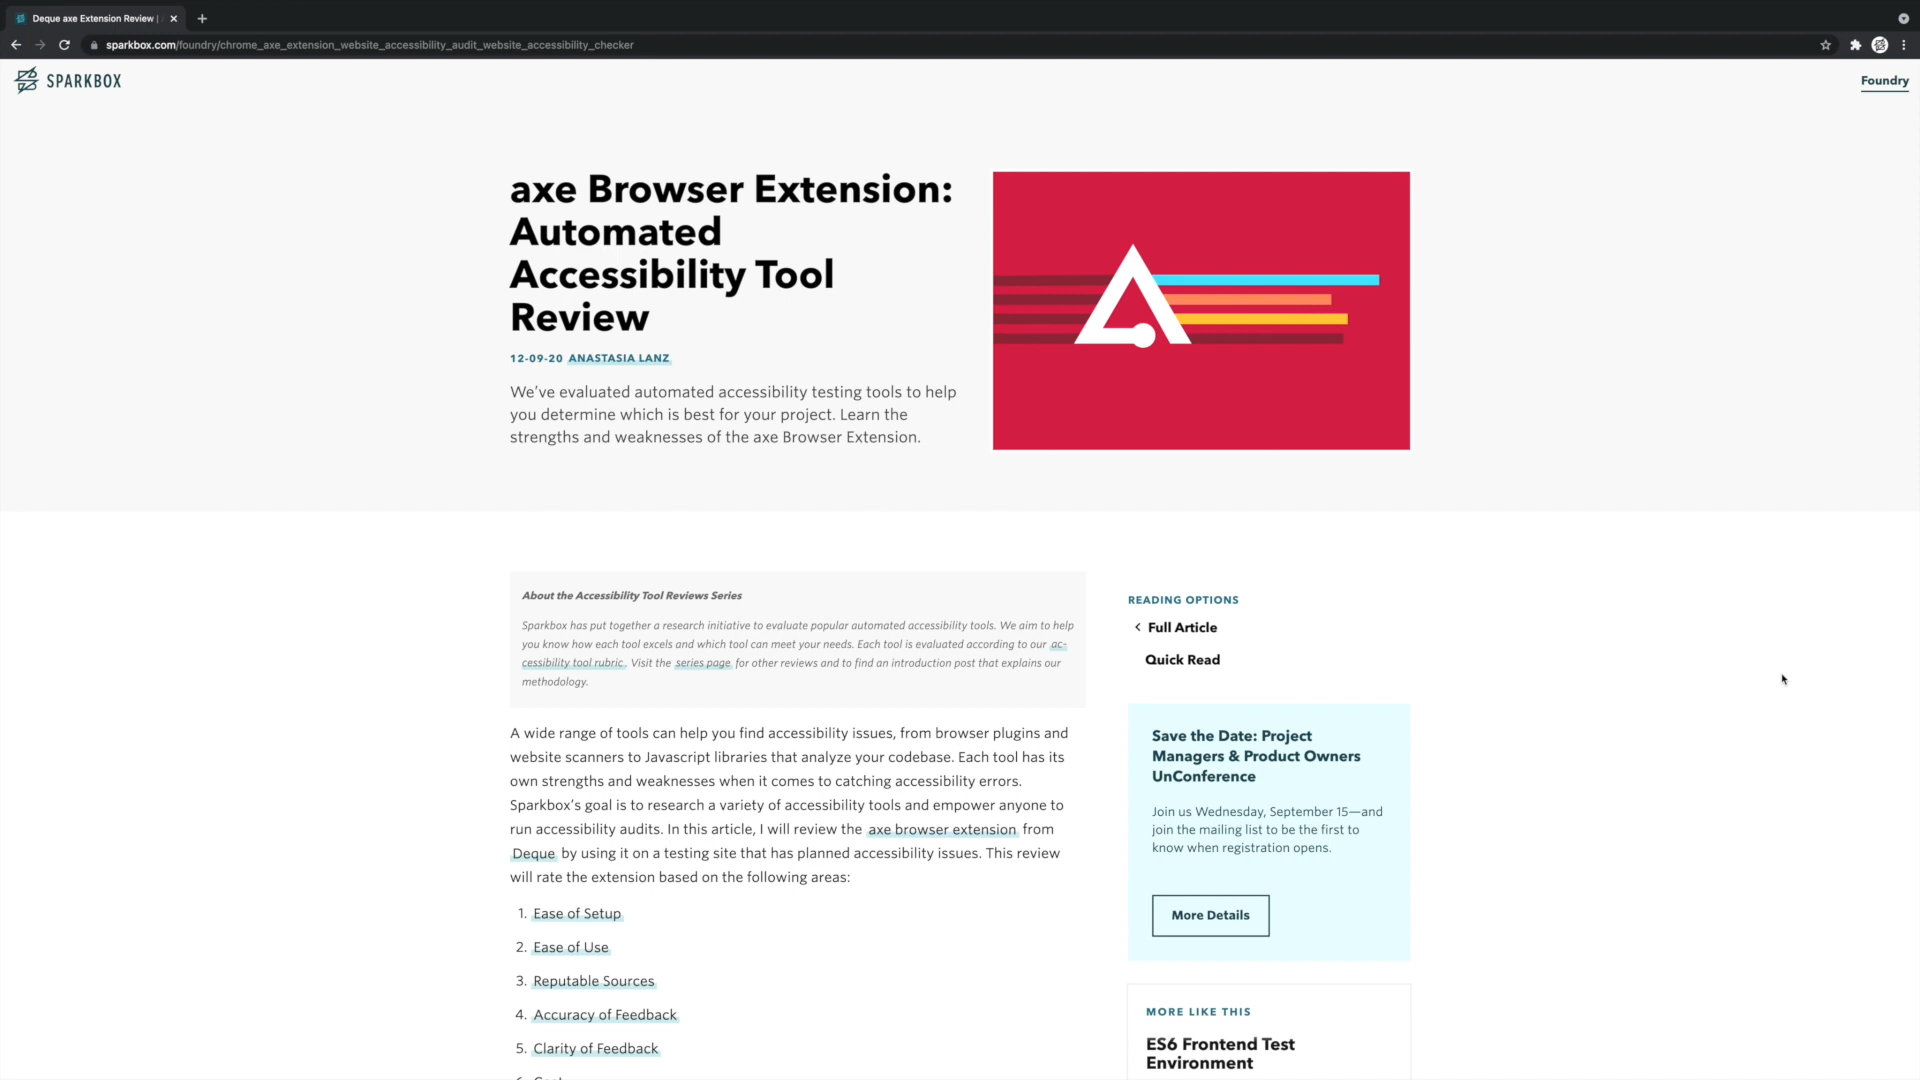 Deque axe Extension Review |
sparkbox.com/foundry/chrome_axe_extension_website_accessibility_audit_website_accessibility_checker
SPARKBOX
Foundry
axe Browser Extension:
Automated
Accessibility Tool
Review
12-09-20 ANASTASIA LANZ
We’ve evaluated automated accessibility testing tools to help
you determine which is best for your project. Learn the
strengths and weaknesses of the axe Browser Extension.
About the Accessibility Tool Reviews Series
Sparkbox has put together a research initiative to evaluate popular automated accessibility tools. We aim to help
you know how each tool excels and which tool can meet your needs. Each tool is evaluated according to our ac-
cessibility tool rubric. Visit the series page for other reviews and to find an introduction post that explains our
methodology.
A wide range of tools can help you find accessibility issues, from browser plugins and
website scanners to Javascript libraries that analyze your codebase. Each tool has its
own strengths and weaknesses when it comes to catching accessibility errors.
Sparkbox’s goal is to research a variety of accessibility tools and empower anyone to
run accessibility audits. In this article, I will review the axe browser extension from
Deque by using it on a testing site that has planned accessibility issues. This review
will rate the extension based on the following areas:
1. Ease of Setup
2. Ease of Use
3. Reputable Sources
4. Accuracy of Feedback
5. Clarity of Feedback
READING OPTIONS
Full Article
Quick Read
Save the Date: Project
Managers & Product Owners
UnConference
Join us Wednesday, September 15—and
join the mailing list to be the first to
know when registration opens.
More Details
MORE LIKE THIS
ES6 Frontend Test
Environment